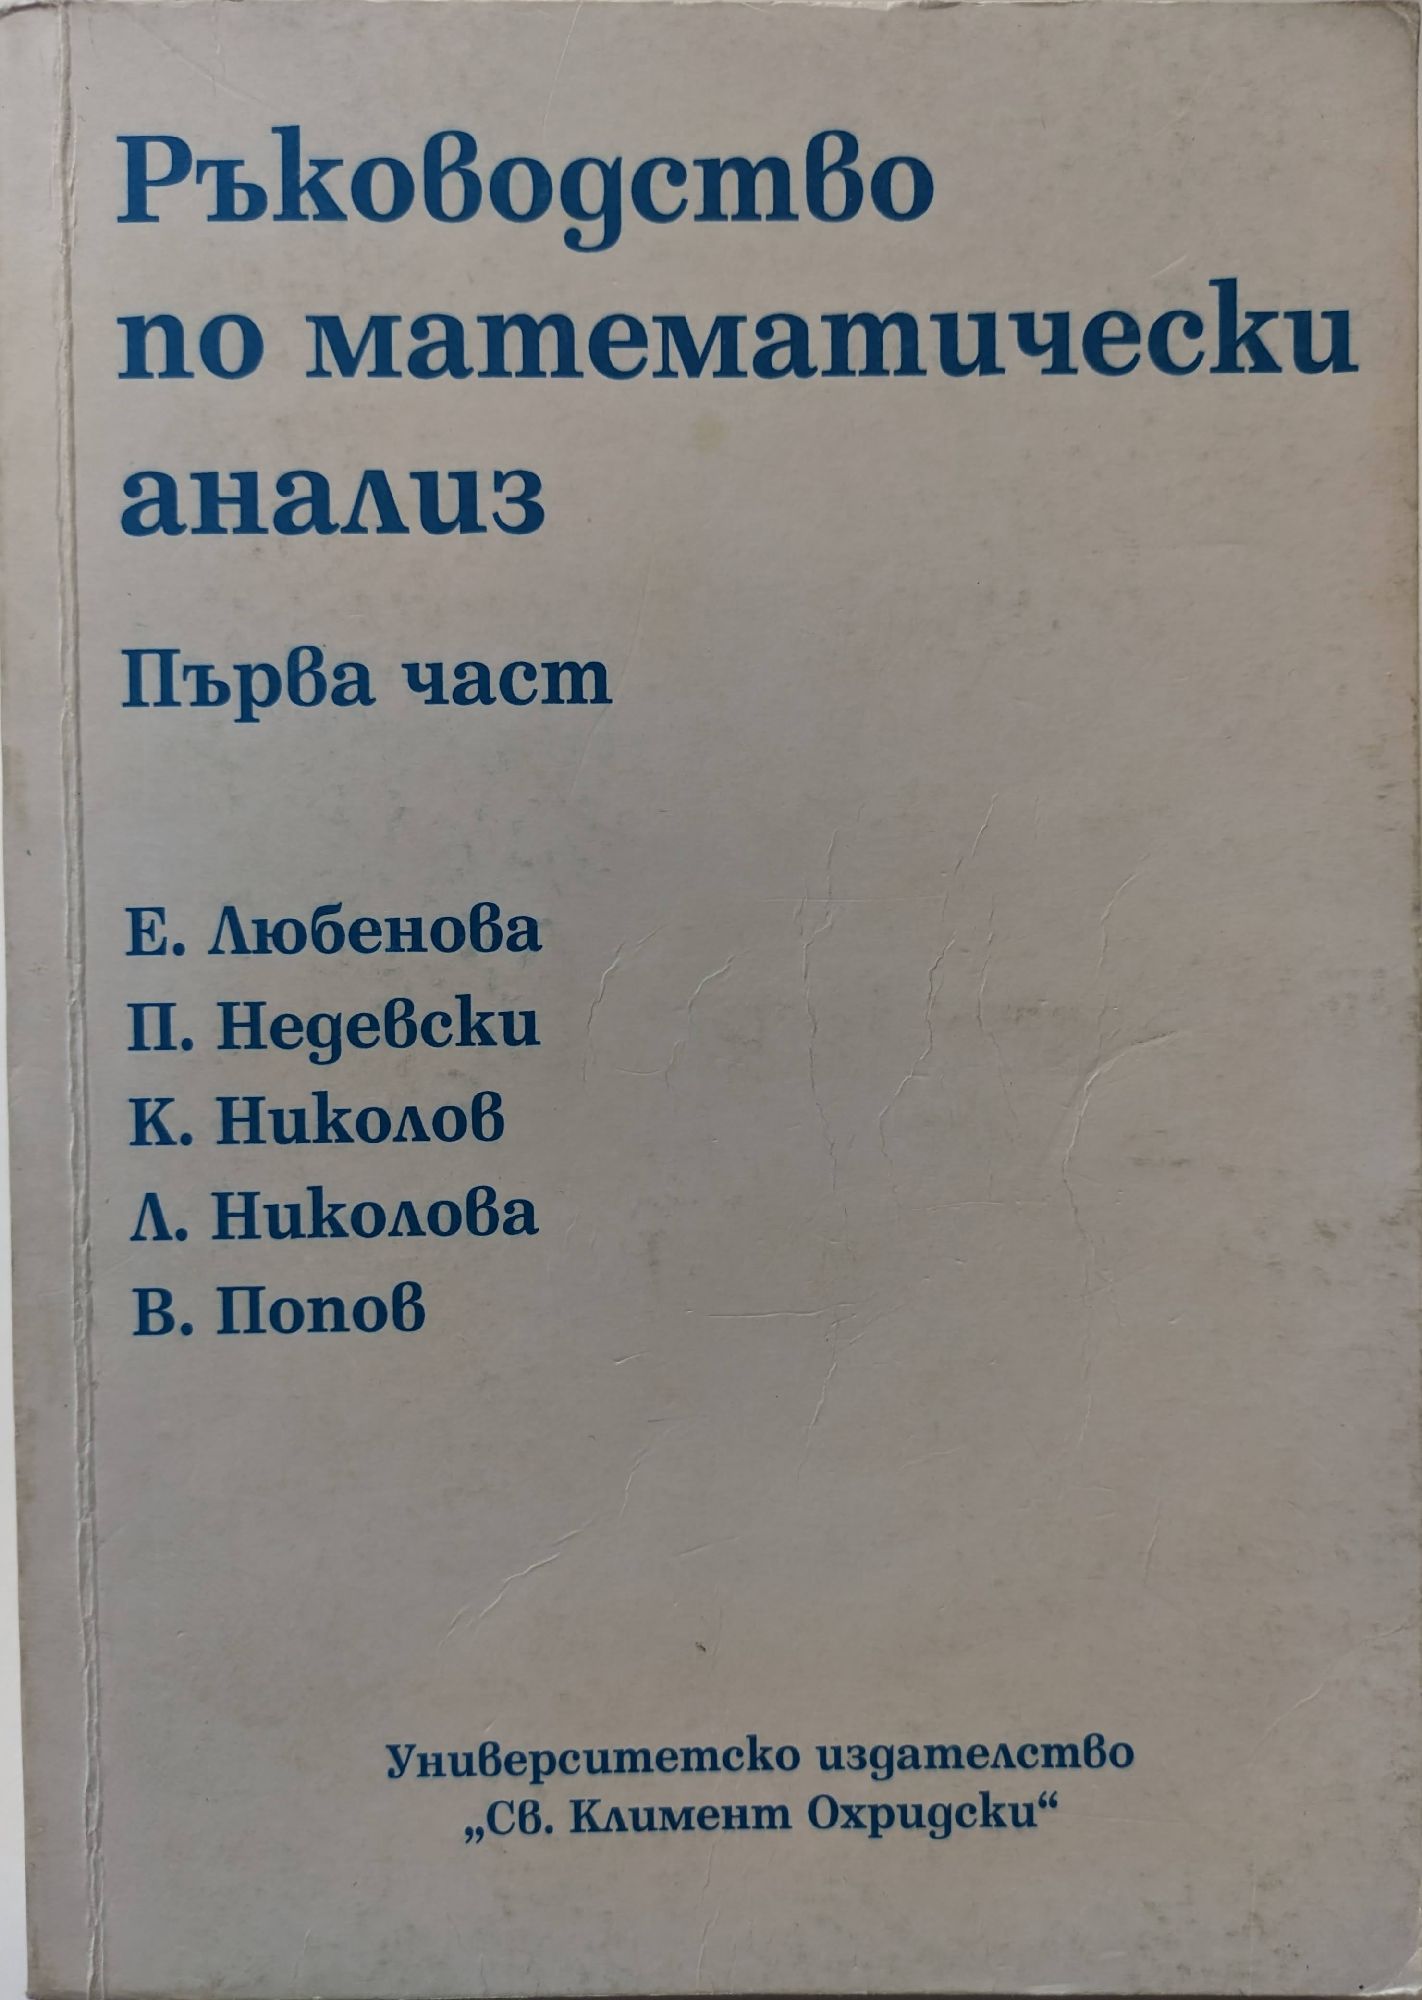 Ръководство
по математически
анализ
Първа част
Е. Любенова
П. Недевски
К. Николов
Л. Николова
В. Попов
Университетско издателство
„Св. Климент Охридски“